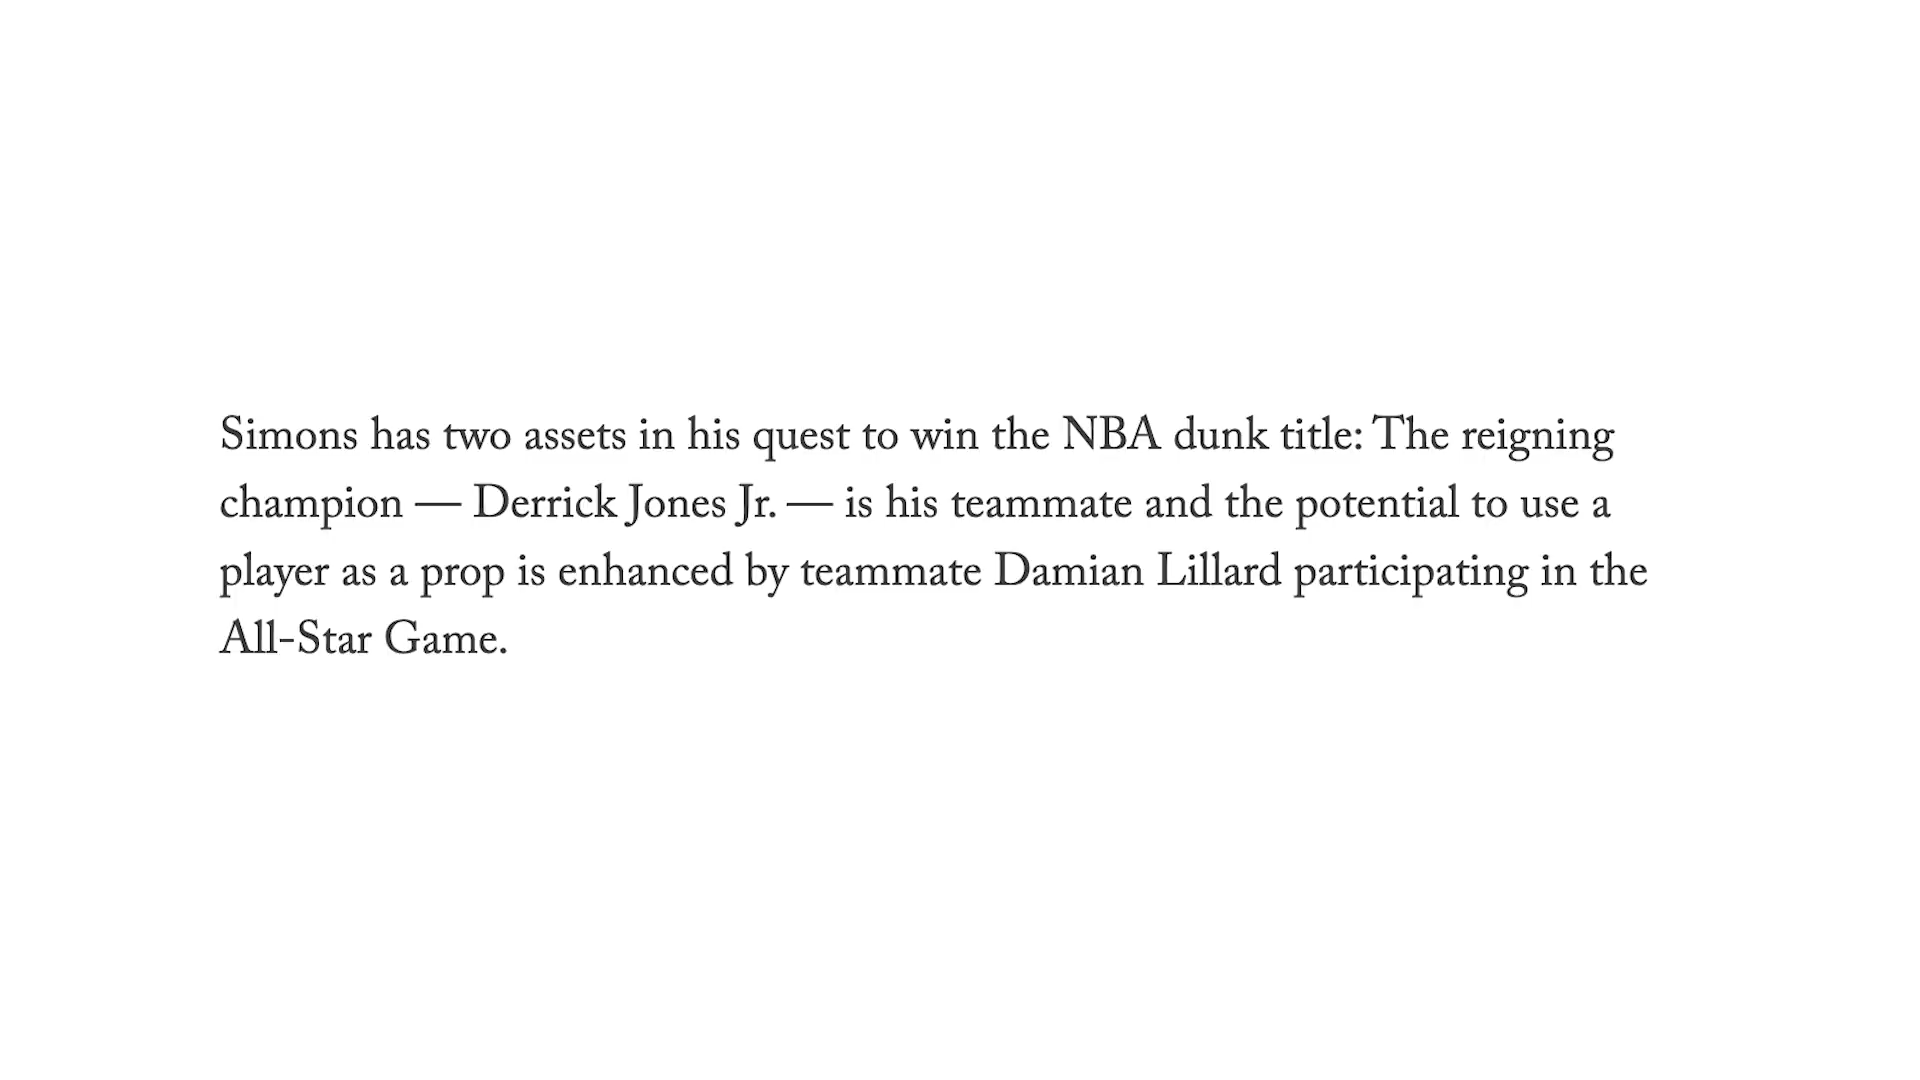 Simons has two assets in his quest to win the NBA dunk title: The reigning
champion — Derrick Jones Jr. — is his teammate and the potential to use a
player as a prop is enhanced by teammate Damian Lillard participating in the
All-Star Game.